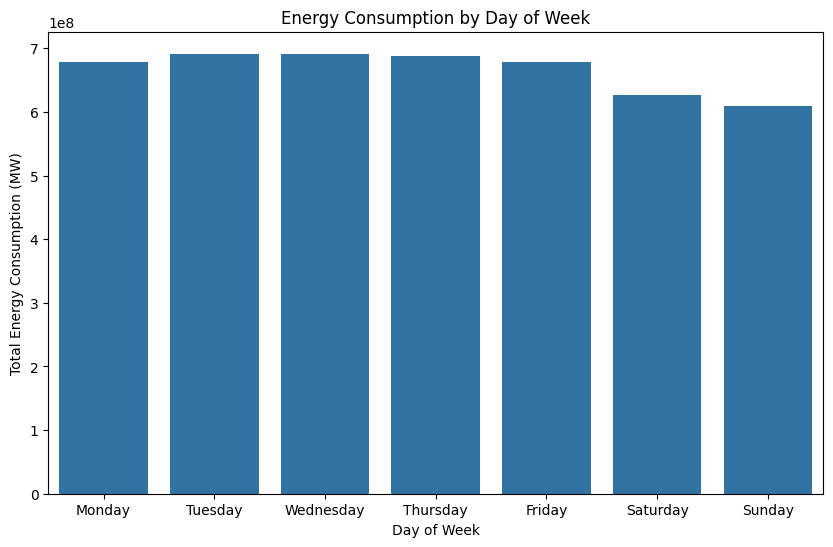 Energy Consumption by Day of Week
1e8
7
6
5
4
3
2
1
0
Total Energy Consumption (MW)
Monday Tuesday Wednesday Thursday Friday Saturday Sunday
Day of Week